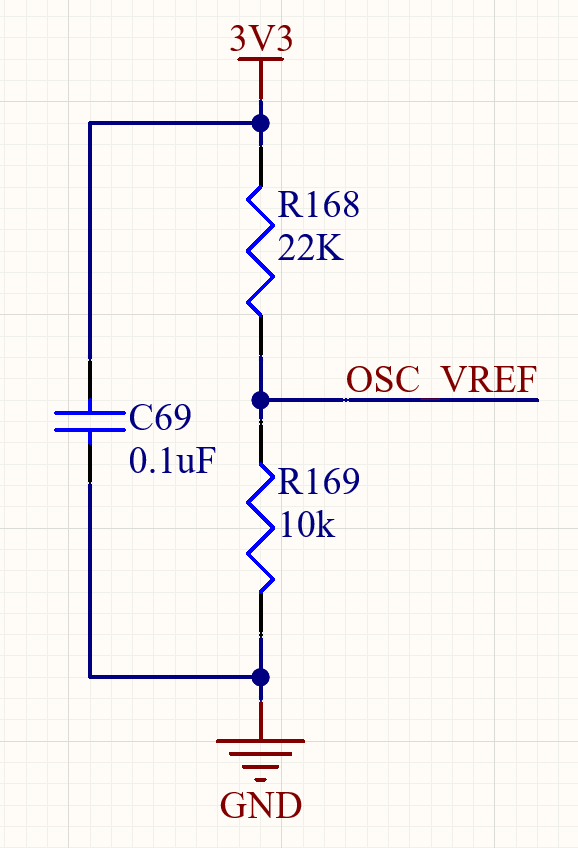 3V3
R168
22K
OSC_VREF
C69
0.1uF
R169
10k
GND